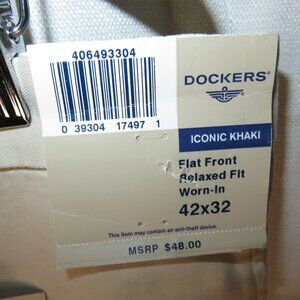 406493304
0 39304 17497 1
DOCKERS®
ICONIC KHAKI
Flat Front
Relaxed Fit
Worn-In
42x32
This item may contain an anti-theft device.
MSRP $48.00